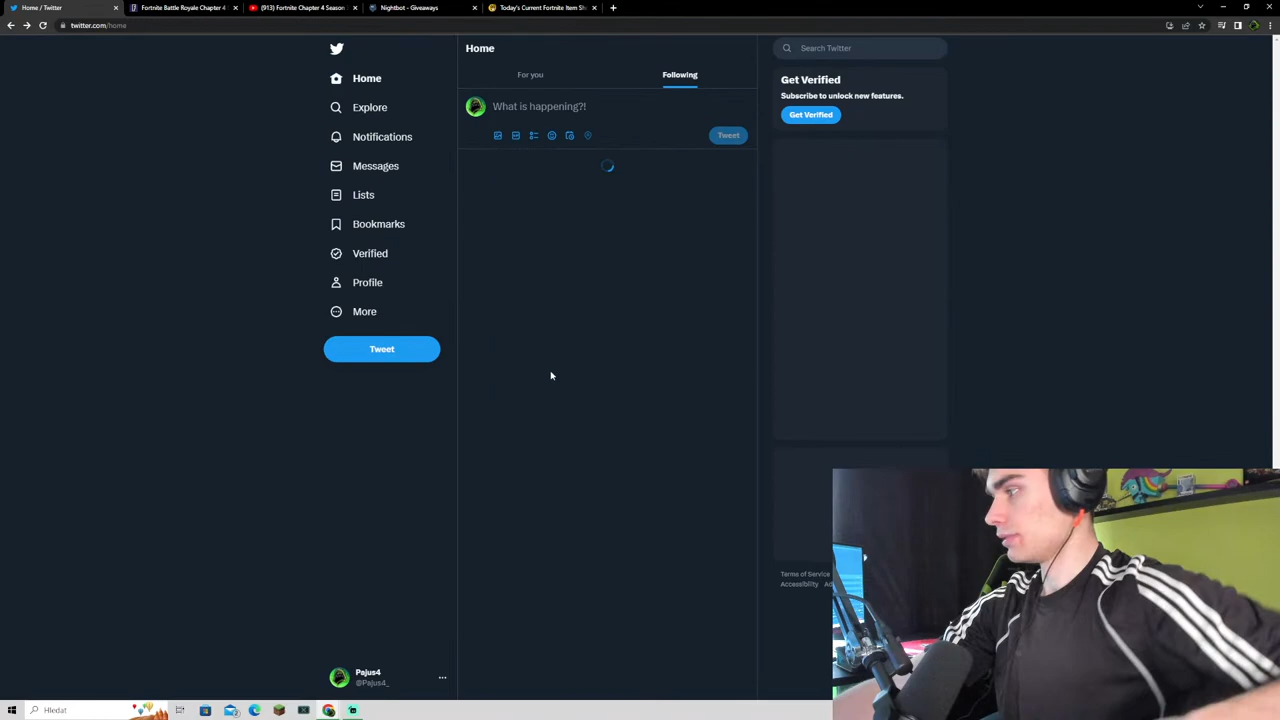 Home / Twitter
Fortnite Battle Royale Chapter 4
(913) Fortnite Chapter 4 Season
Nightbot - Giveaways
Today's Current Fortnite Item Sh
twitter.com/home
Home
For you
Following
What is happening?!
Tweet
Home
Explore
Notifications
Messages
Lists
Bookmarks
Verified
Profile
More
Tweet
Pajus4
@Pajus4_
Search Twitter
Get Verified
Subscribe to unlock new features.
Get Verified
Terms of Service
Accessibility Ad
Hledat